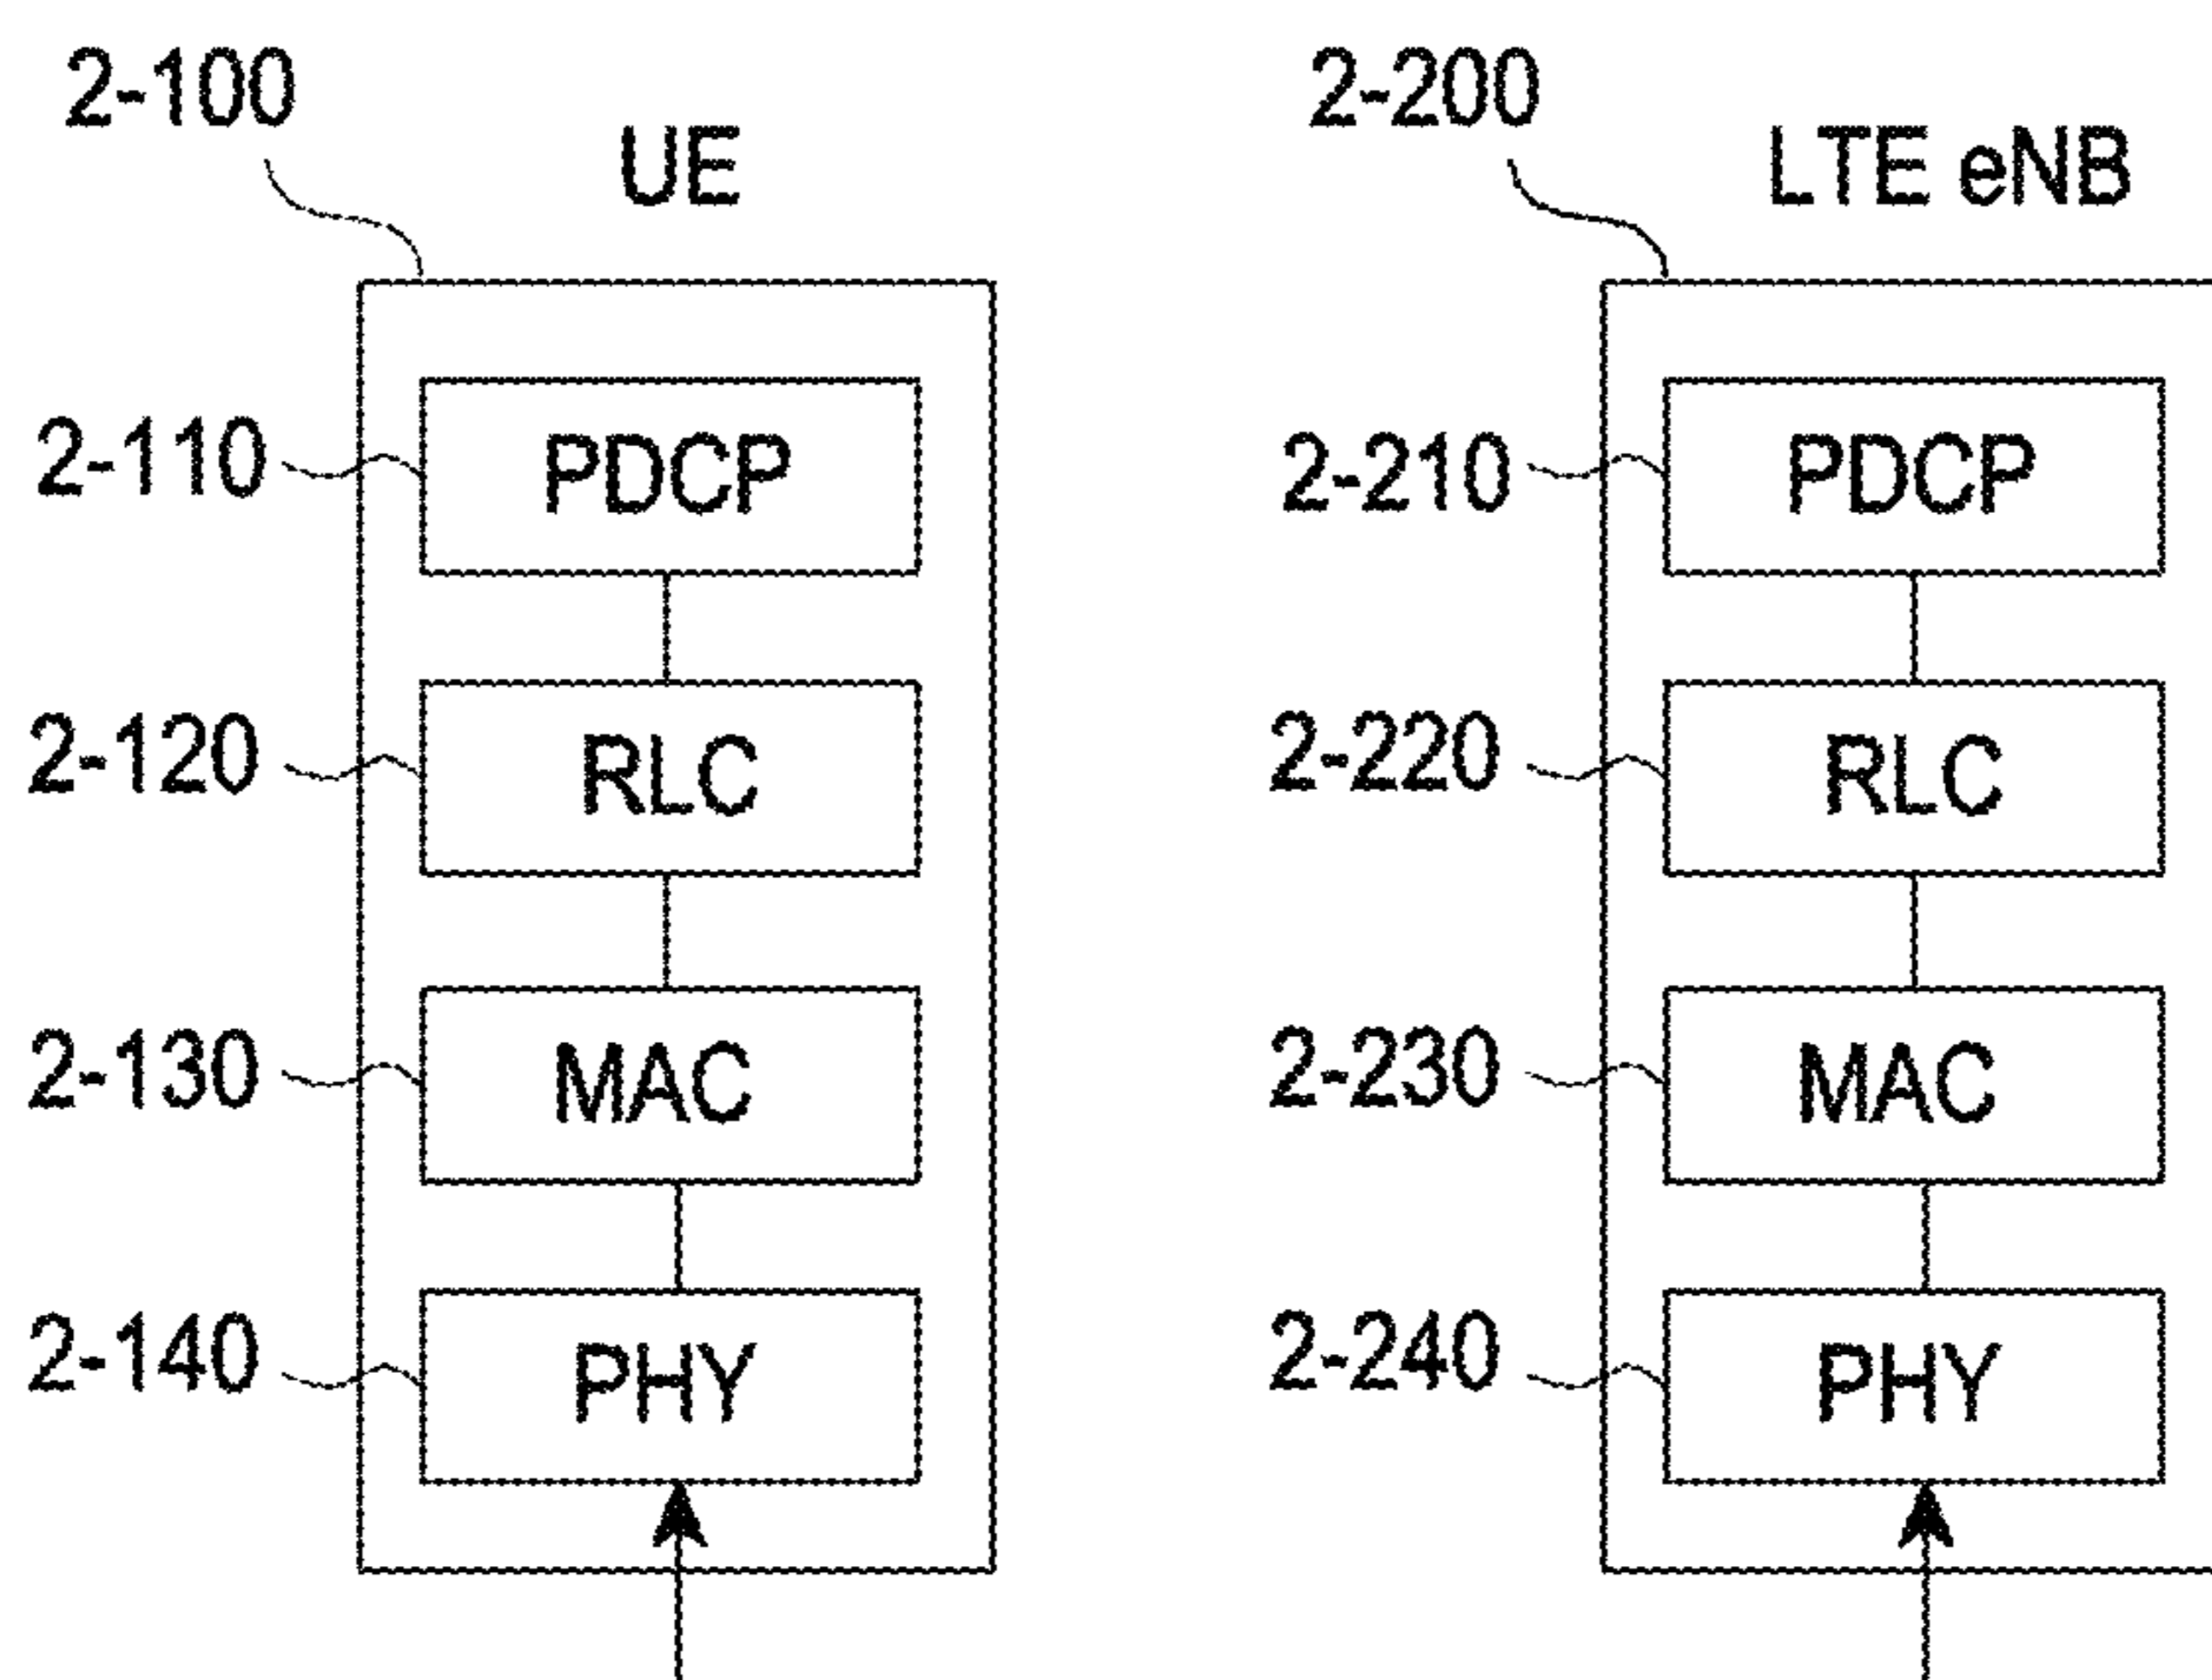 2-100
UE
2-200
LTE eNB
2-110
PDCP
2-210
PDCP
2-120
RLC
2-220
RLC
2-130
MAC
2-230
MAC
2-140
PHY
2-240
PHY